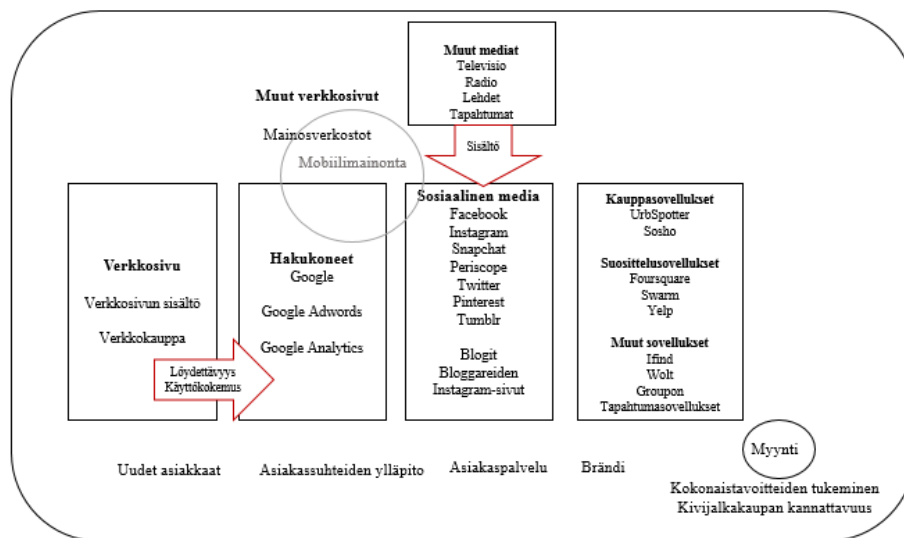 Muut mediat
Televisio
Radio
Lehdet
Tapahtumat
Sisältö
Muut verkkosivut
Mainosverkostot
Mobiilimainonta
Verkkosivu
Verkkosivun sisältö
Verkkokauppa
Löydettävyys
Käyttökokemus
Hakukoneet
Google
Google Adwords
Google Analytics
Sosiaalinen media
Facebook
Instagram
Snapchat
Periscope
Twitter
Pinterest
Tumblr
Blogit
Bloggareiden
Instagram-sivut
Kauppasovellukset
UrbSpotter
Sosho
Suosittelusovellukset
Foursquare
Swarm
Yelp
Muut sovellukset
Ifind
Wolt
Groupon
Tapahtumasovellukset
Uudet asiakkaat
Asiakassuhteiden ylläpito
Asiakaspalvelu
Brändi
Myynti
Kokonaistavoitteiden tukeminen
Kivijalkakaupan kannattavuus